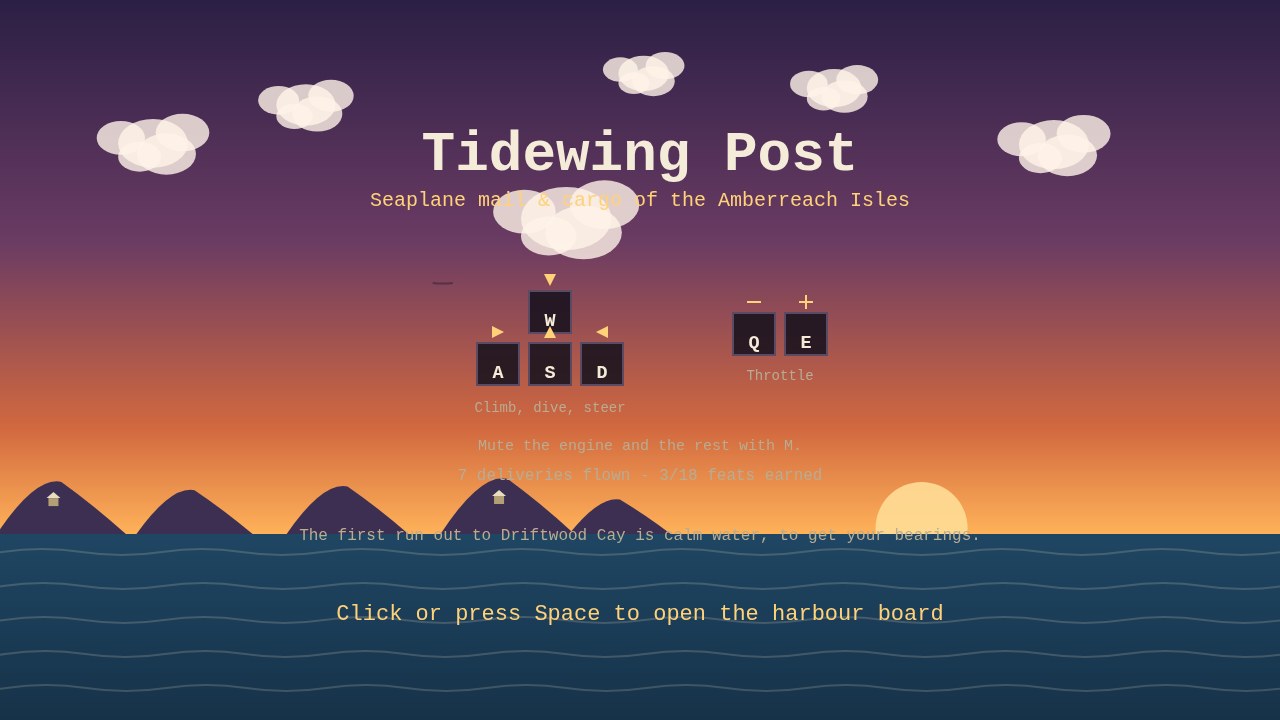 Tidewing Post
Seaplane mail & cargo of the Amberreach Isles
W
Q E
A S D
Throttle
Climb, dive, steer
Mute the engine and the rest with M.
7 deliveries flown - 3/18 feats earned
The first run out to Driftwood Cay is calm water, to get your bearings.
Click or press Space to open the harbour board